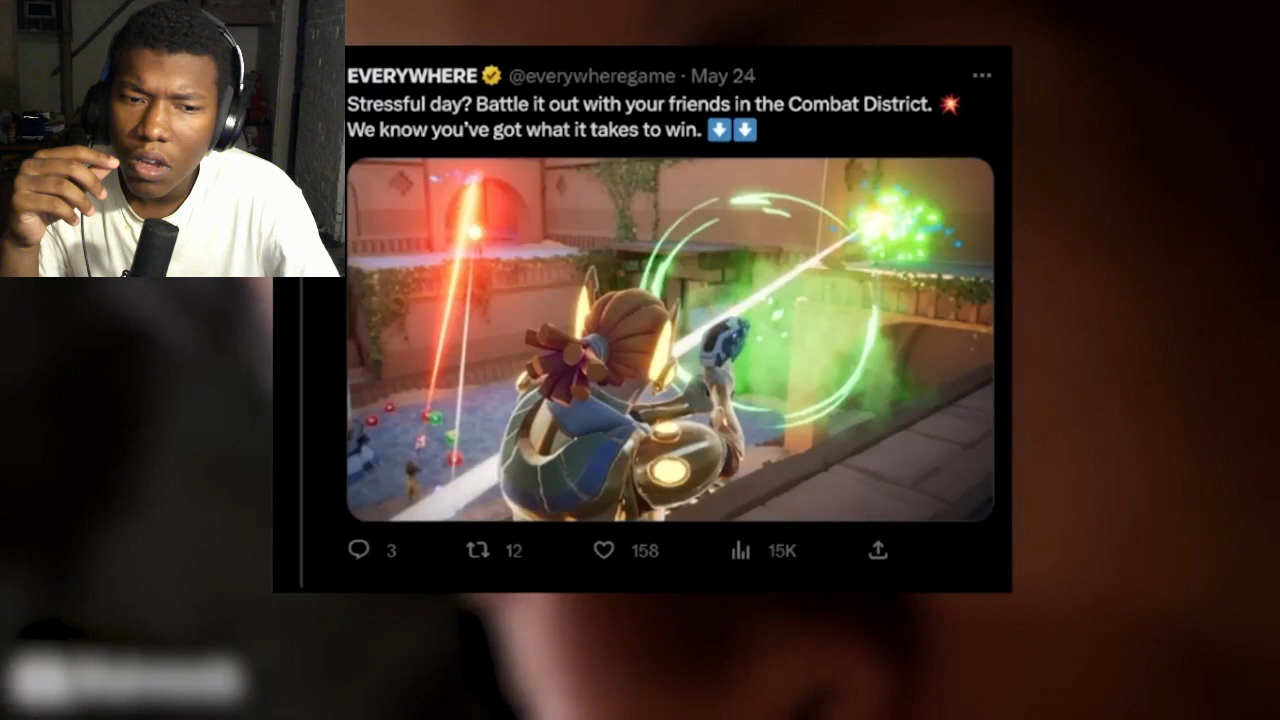 EVERYWHERE @everywheregame · May 24
Stressful day? Battle it out with your friends in the Combat District. 💥
We know you've got what it takes to win. ⬇️⬇️
3 12 158 15K